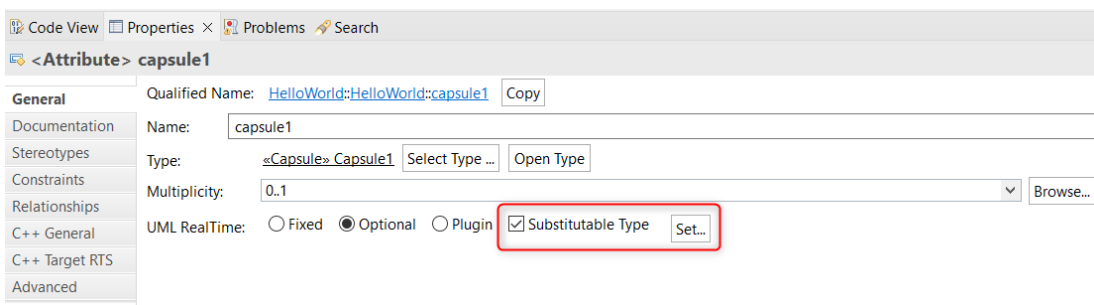 Code View Properties Problems Search
<Attribute> capsule1
General
Qualified Name: HelloWorld::HelloWorld::capsule1 Copy
Documentation
Name: capsule1
Stereotypes
Type: «Capsule» Capsule1 Select Type ... Open Type
Constraints
Multiplicity: 0..1 Browse...
Relationships
UML RealTime: Fixed Optional Plugin Substitutable Type Set...
C++ General
C++ Target RTS
Advanced